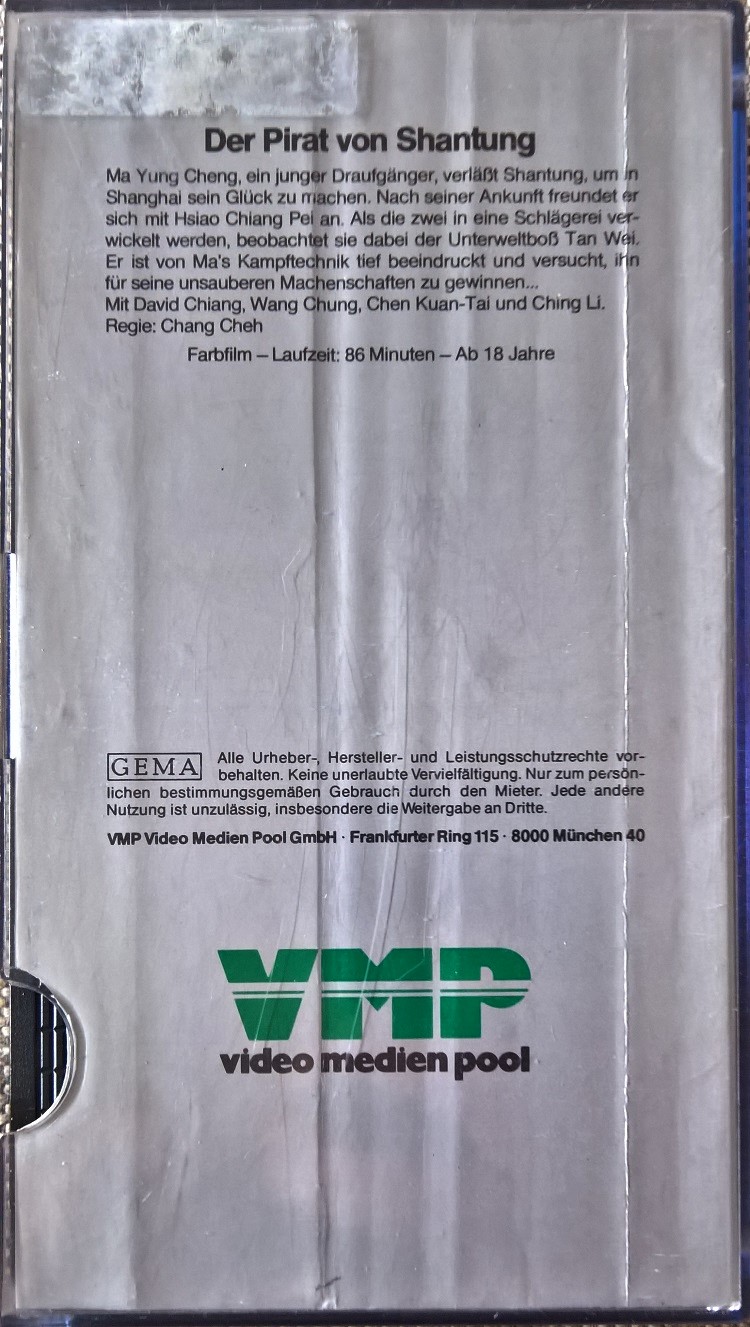 Der Pirat von Shantung
Ma Yung Cheng, ein junger Draufgänger, verläßt Shantung, um in
Shanghai sein Glück zu machen. Nach seiner Ankunft freundet er
sich mit Hsiao Chiang Pei an. Als die zwei in eine Schlägerei ver-
wickelt werden, beobachtet sie dabei der Unterweltboß Tan Wei.
Er ist von Ma's Kampftechnik tief beeindruckt und versucht, ihn
für seine unsauberen Machenschaften zu gewinnen...
Mit David Chiang, Wang Chung, Chen Kuan-Tai und Ching Li.
Regie: Chang Cheh
Farbfilm – Laufzeit: 86 Minuten – Ab 18 Jahre
GEMA
Alle Urheber-, Hersteller- und Leistungsschutzrechte vor-
behalten. Keine unerlaubte Vervielfältigung. Nur zum persön-
lichen bestimmungsgemäßen Gebrauch durch den Mieter. Jede andere
Nutzung ist unzulässig, insbesondere die Weitergabe an Dritte.
VMP Video Medien Pool GmbH · Frankfurter Ring 115 · 8000 München 40
VMP
video medien pool